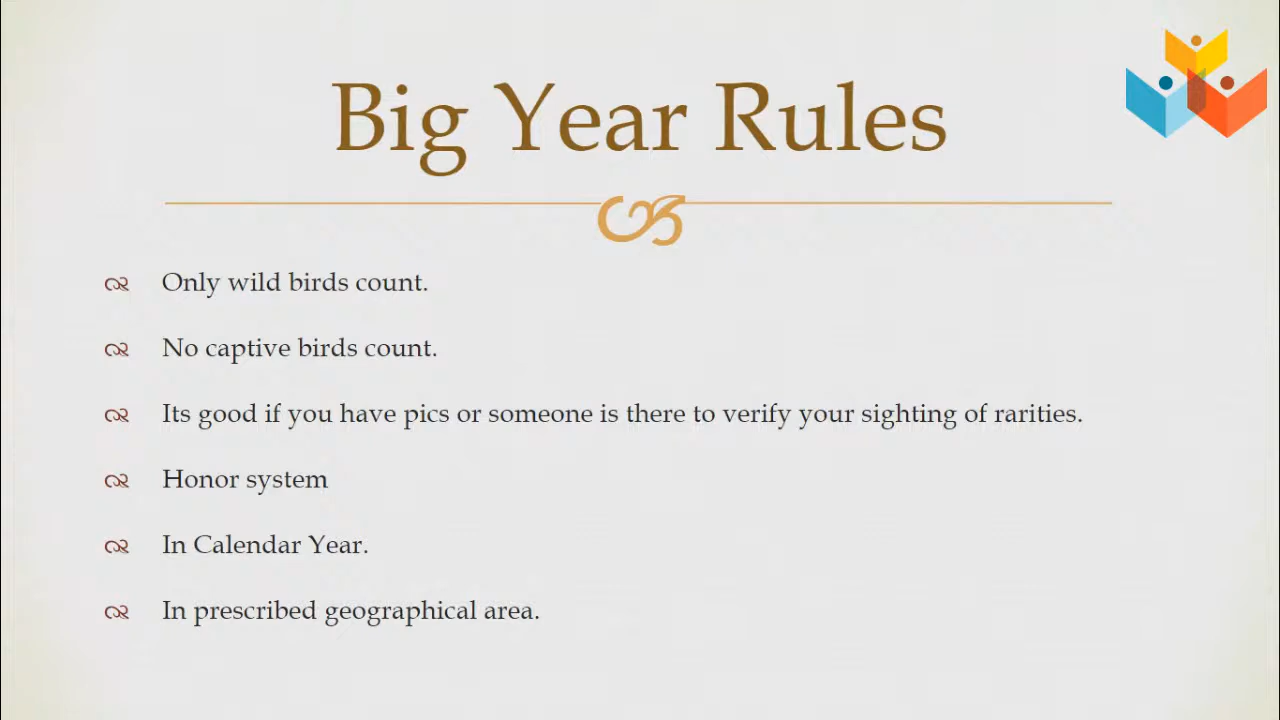 Big Year Rules
Only wild birds count.
No captive birds count.
Its good if you have pics or someone is there to verify your sighting of rarities.
Honor system
In Calendar Year.
In prescribed geographical area.